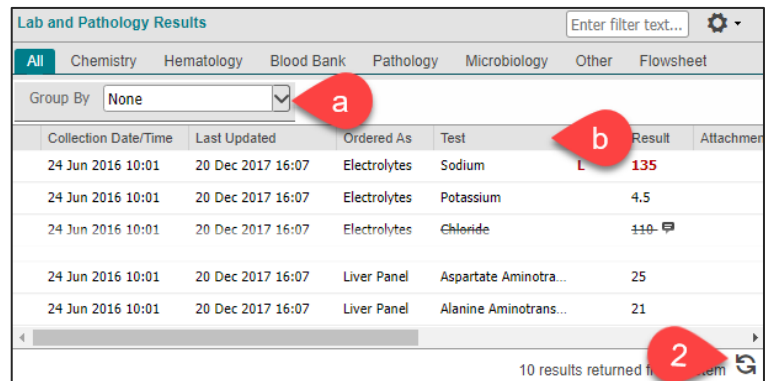 Lab and Pathology Results Enter filter text...
All Chemistry Hematology Blood Bank Pathology Microbiology Other Flowsheet
Group By None a
Collection Date/Time Last Updated Ordered As Test b Result Attachmen
24 Jun 2016 10:01 20 Dec 2017 16:07 Electrolytes Sodium L 135
24 Jun 2016 10:01 20 Dec 2017 16:07 Electrolytes Potassium 4.5
24 Jun 2016 10:01 20 Dec 2017 16:07 Electrolytes Chloride 110
24 Jun 2016 10:01 20 Dec 2017 16:07 Liver Panel Aspartate Aminotra... 25
24 Jun 2016 10:01 20 Dec 2017 16:07 Liver Panel Alanine Aminotrans... 21
10 results returned 2